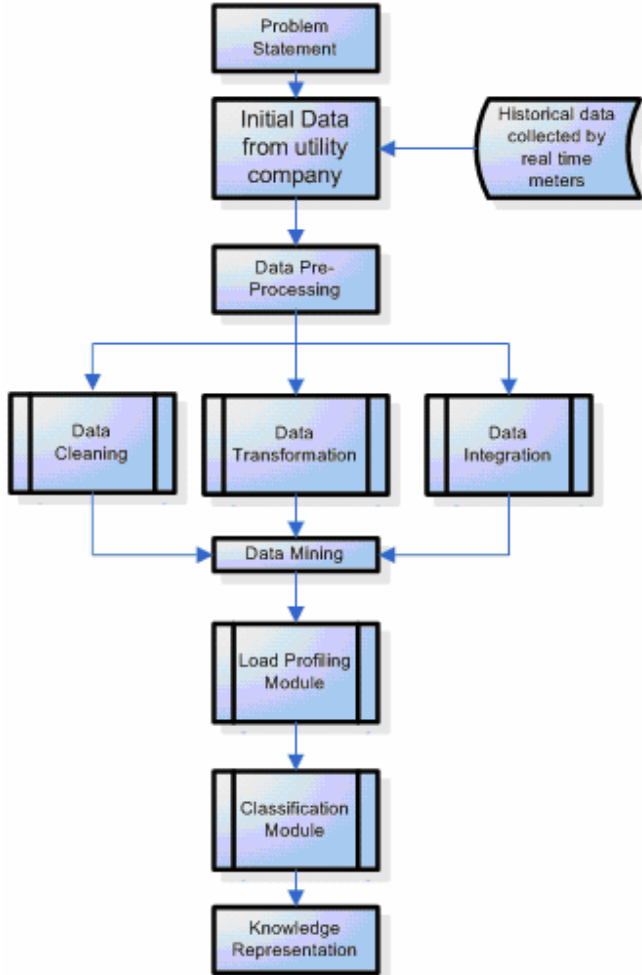 Problem
Statement
Initial Data
from utility
company
Historical data
collected by
real time
meters
Data Pre-
Processing
Data
Cleaning
Data
Transformation
Data
Integration
Data Mining
Load Profiling
Module
Classification
Module
Knowledge
Representation